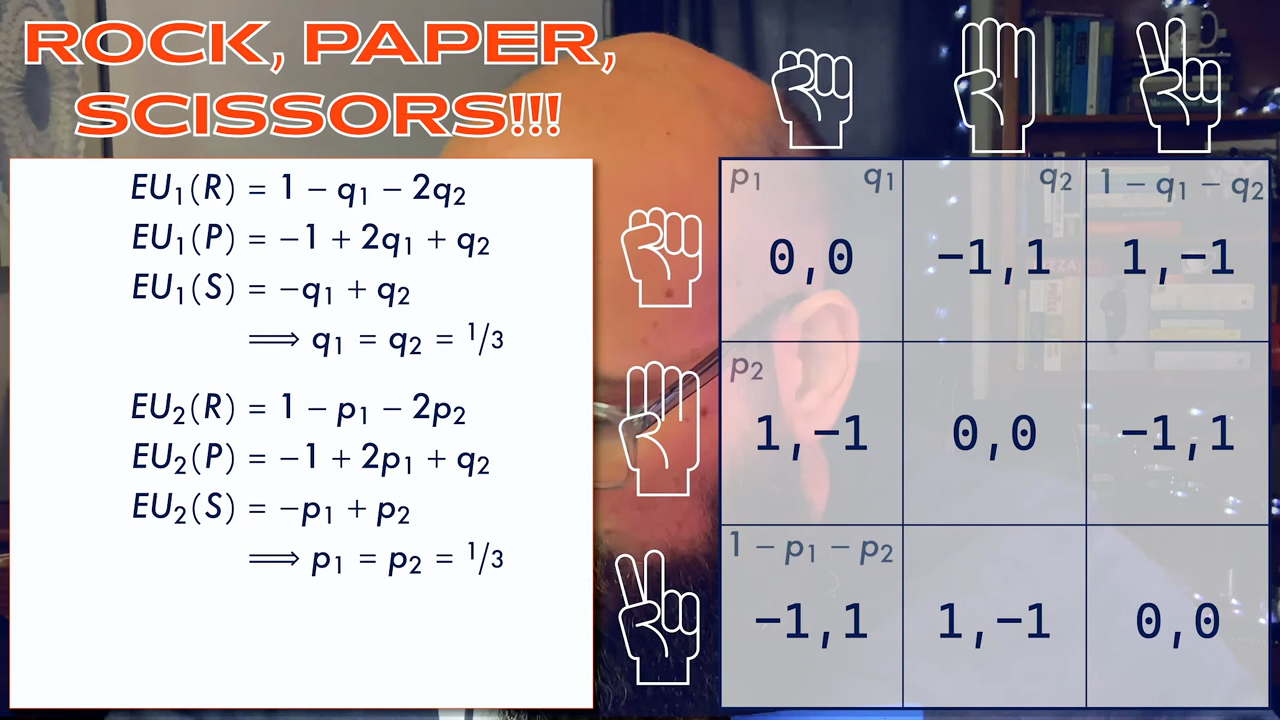 ROCK, PAPER,
SCISSORS!!!
EU₁(R) = 1 − q₁ − 2q₂
EU₁(P) = −1 + 2q₁ + q₂
EU₁(S) = −q₁ + q₂
⟹ q₁ = q₂ = 1/3
EU₂(R) = 1 − p₁ − 2p₂
EU₂(P) = −1 + 2p₁ + q₂
EU₂(S) = −p₁ + p₂
⟹ p₁ = p₂ = 1/3
p₁ q₁ q₂ 1 − q₁ − q₂
0,0 −1,1 1,−1
p₂
1,−1 0,0 −1,1
1 − p₁ − p₂
−1,1 1,−1 0,0